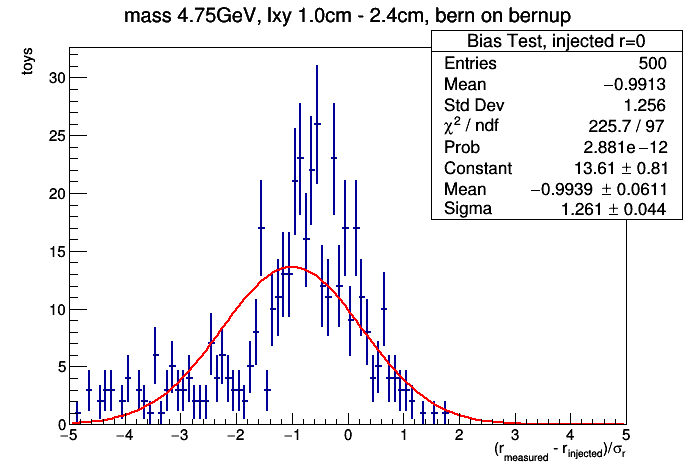 mass 4.75GeV, lxy 1.0cm - 2.4cm, bern on bernup
Bias Test, injected r=0
Entries 500
Mean −0.9913
Std Dev 1.256
χ² / ndf 225.7 / 97
Prob 2.881e−12
Constant 13.61 ± 0.81
Mean −0.9939 ± 0.0611
Sigma 1.261 ± 0.044
toys
30
25
20
15
10
5
0
−5 −4 −3 −2 −1 0 1 2 3 4 5
(r_measured - r_injected)/σ_r